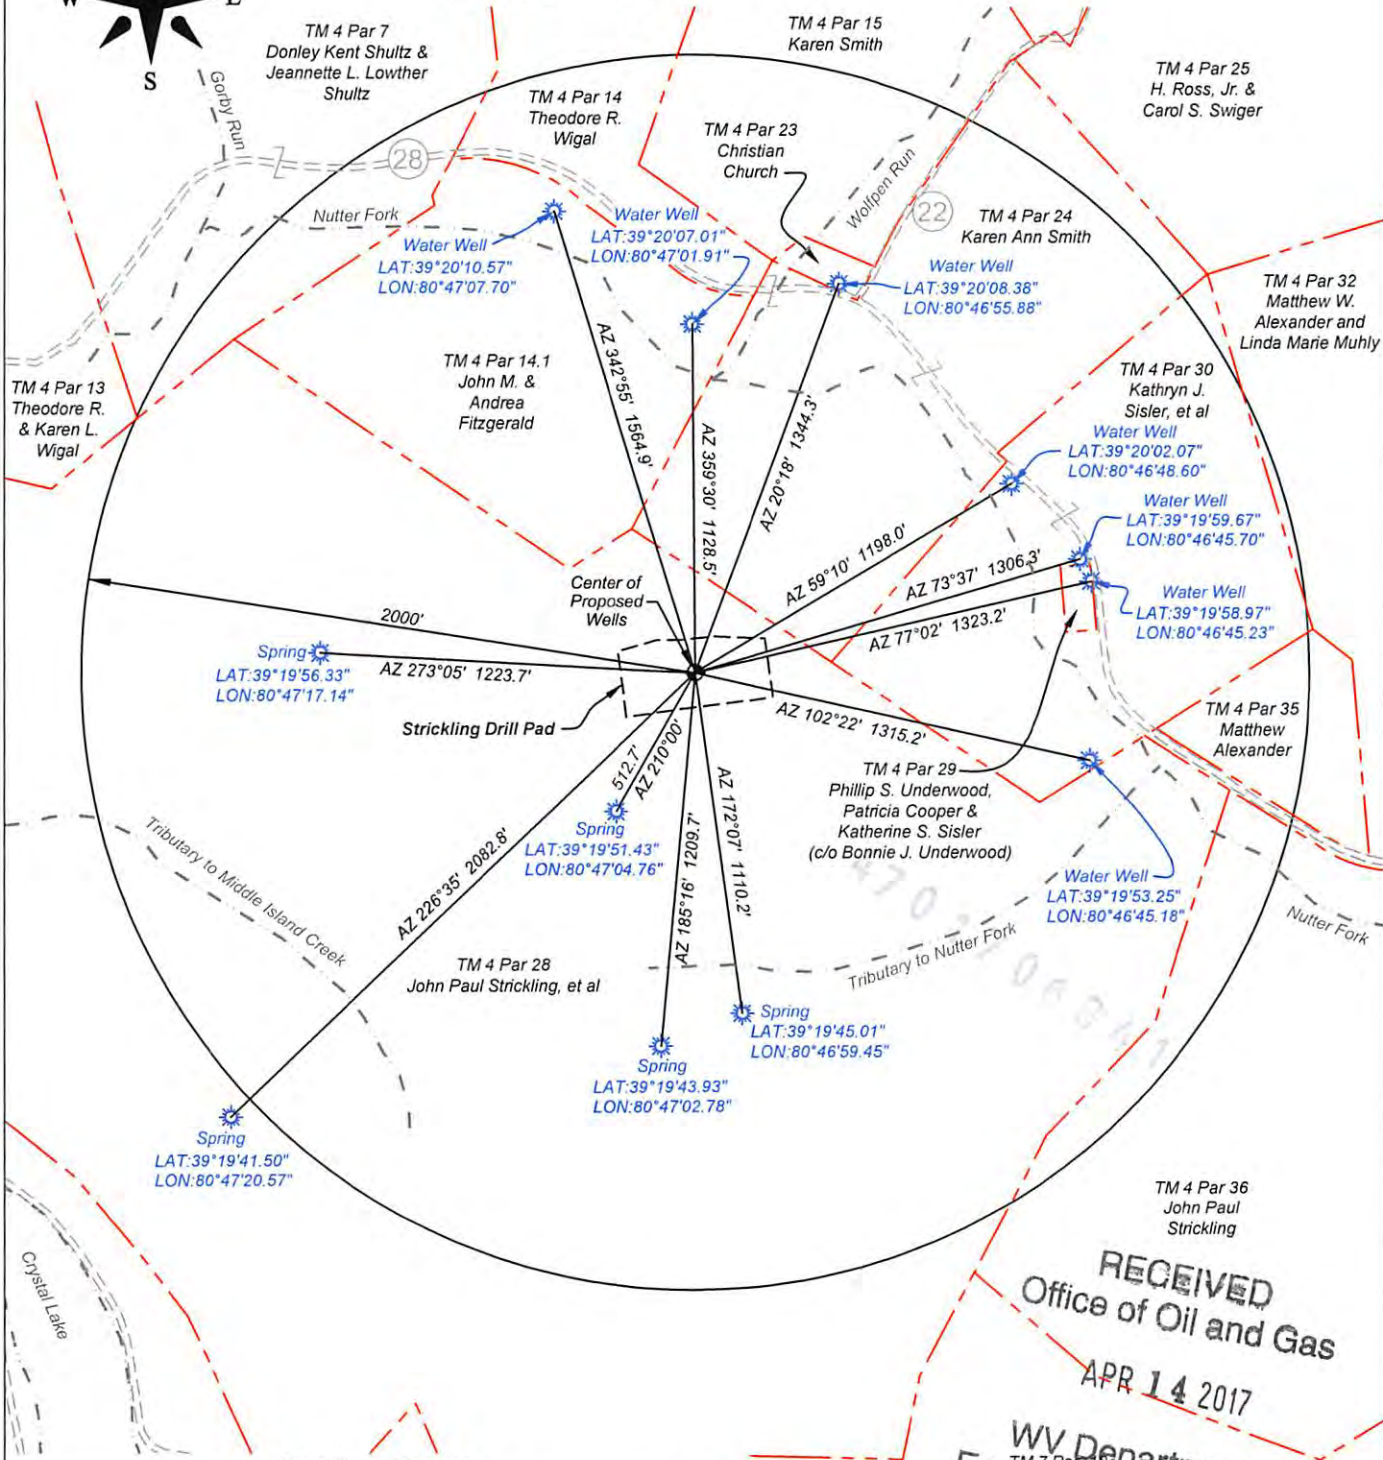 W
E
S
TM 4 Par 7
Donley Kent Shultz &
Jeannette L. Lowther
Shultz
TM 4 Par 15
Karen Smith
TM 4 Par 25
H. Ross, Jr. &
Carol S. Swiger
Gorby Run
TM 4 Par 14
Theodore R.
Wigal
TM 4 Par 23
Christian
Church
28
Wolfpen Run
22
Nutter Fork
TM 4 Par 24
Karen Ann Smith
Water Well
LAT:39°20'10.57"
LON:80°47'07.70"
Water Well
LAT:39°20'07.01"
LON:80°47'01.91"
Water Well
LAT:39°20'08.38"
LON:80°46'55.88"
TM 4 Par 32
Matthew W.
Alexander and
Linda Marie Muhly
TM 4 Par 13
Theodore R.
& Karen L.
Wigal
TM 4 Par 14.1
John M. &
Andrea
Fitzgerald
TM 4 Par 30
Kathryn J.
Sisler, et al
AZ 342°55' 1564.9'
AZ 359°30' 1128.5'
AZ 20°18' 1344.3'
Water Well
LAT:39°20'02.07"
LON:80°46'48.60"
Water Well
LAT:39°19'59.67"
LON:80°46'45.70"
AZ 59°10' 1198.0'
AZ 73°37' 1306.3'
AZ 77°02' 1323.2'
Water Well
LAT:39°19'58.97"
LON:80°46'45.23"
Center of
Proposed
Wells
2000'
Spring
LAT:39°19'56.33"
LON:80°47'17.14"
AZ 273°05' 1223.7'
Strickling Drill Pad
AZ 102°22' 1315.2'
TM 4 Par 35
Matthew
Alexander
TM 4 Par 29
Phillip S. Underwood,
Patricia Cooper &
Katherine S. Sisler
(c/o Bonnie J. Underwood)
512.7'
AZ 210°00'
Spring
LAT:39°19'51.43"
LON:80°47'04.76"
AZ 226°35' 2082.8'
AZ 185°16' 1209.7'
AZ 172°07' 1110.2'
Water Well
LAT:39°19'53.25"
LON:80°46'45.18"
Nutter Fork
Tributary to Middle Island Creek
Tributary to Nutter Fork
TM 4 Par 28
John Paul Strickling, et al
Spring
LAT:39°19'45.01"
LON:80°46'59.45"
Spring
LAT:39°19'43.93"
LON:80°47'02.78"
Spring
LAT:39°19'41.50"
LON:80°47'20.57"
TM 4 Par 36
John Paul
Strickling
Crystal Lake
RECEIVED
Office of Oil and Gas
APR 14 2017
WV